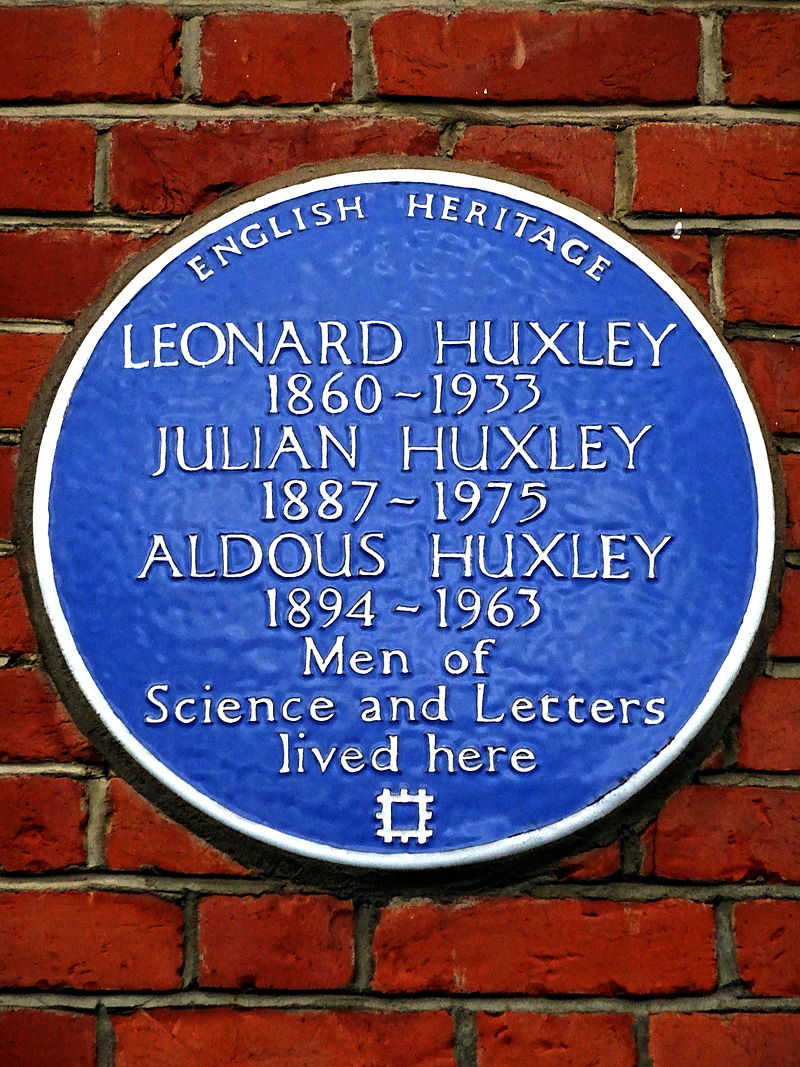 ENGLISH HERITAGE
LEONARD HUXLEY
1860~1933
JULIAN HUXLEY
1887~1975
ALDOUS HUXLEY
1894~1963
Men of
Science and Letters
lived here